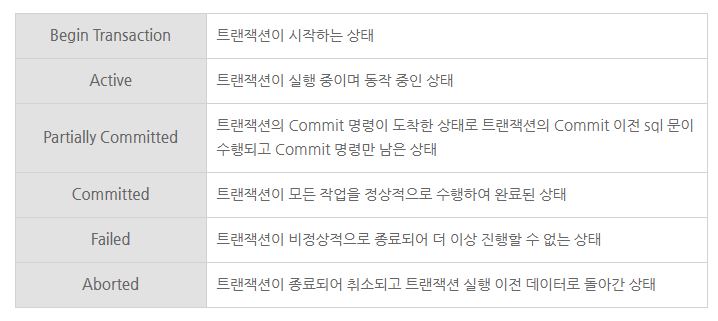 Begin Transaction
트랜잭션이 시작하는 상태
Active
트랜잭션이 실행 중이며 동작 중인 상태
Partially Committed
트랜잭션의 Commit 명령이 도착한 상태로 트랜잭션의 Commit 이전 sql 문이
수행되고 Commit 명령만 남은 상태
Committed
트랜잭션이 모든 작업을 정상적으로 수행하여 완료된 상태
Failed
트랜잭션이 비정상적으로 종료되어 더 이상 진행할 수 없는 상태
Aborted
트랜잭션이 종료되어 취소되고 트랜잭션 실행 이전 데이터로 돌아간 상태